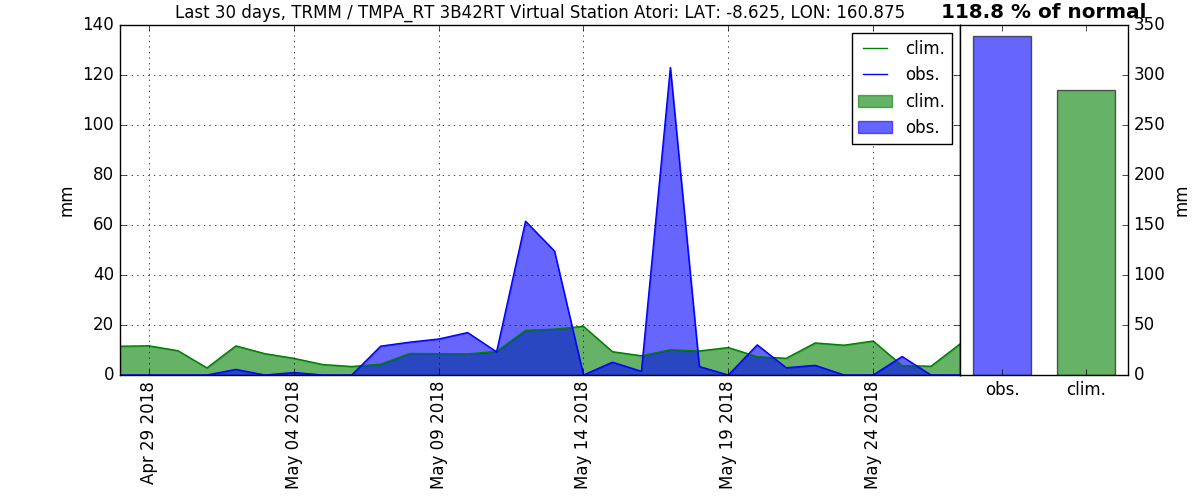 Last 30 days, TRMM / TMPA_RT 3B42RT Virtual Station Atori: LAT: -8.625, LON: 160.875
118.8 % of normal
140
120
100
80
60
40
20
0
mm
clim.
obs.
clim.
obs.
350
300
250
200
150
100
50
0
mm
Apr 29 2018
May 04 2018
May 09 2018
May 14 2018
May 19 2018
May 24 2018
obs.
clim.